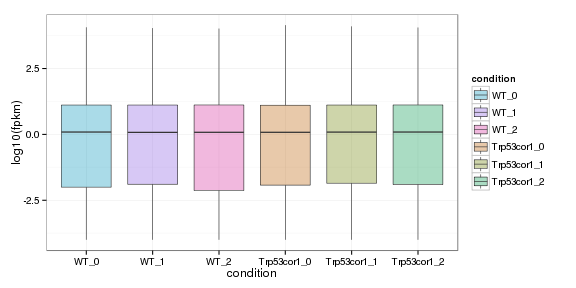 2.5
0.0
-2.5
log10(fpkm)
WT_0 WT_1 WT_2 Trp53cor1_0 Trp53cor1_1 Trp53cor1_2
condition
condition
WT_0
WT_1
WT_2
Trp53cor1_0
Trp53cor1_1
Trp53cor1_2